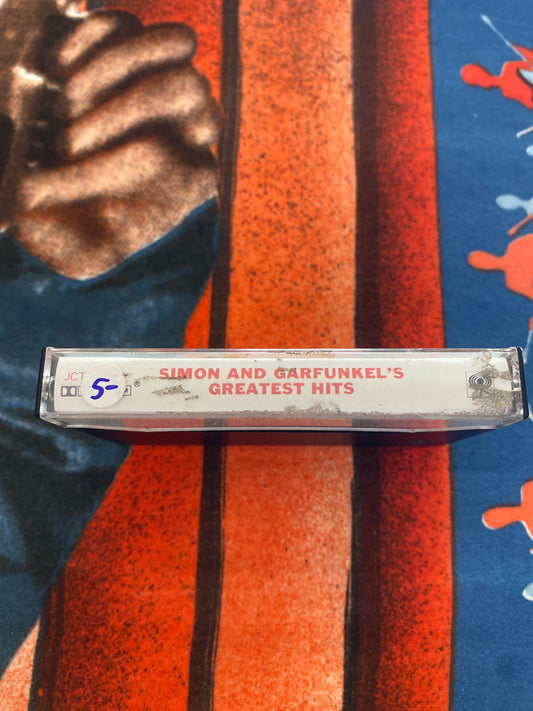 JCT
5-
SIMON AND GARFUNKEL'S
GREATEST HITS